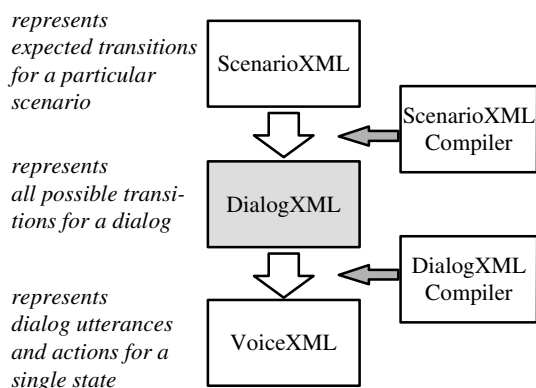 represents
expected transitions
for a particular
scenario
ScenarioXML
ScenarioXML
Compiler
represents
all possible transi-
tions for a dialog
DialogXML
DialogXML
Compiler
represents
dialog utterances
and actions for a
single state
VoiceXML